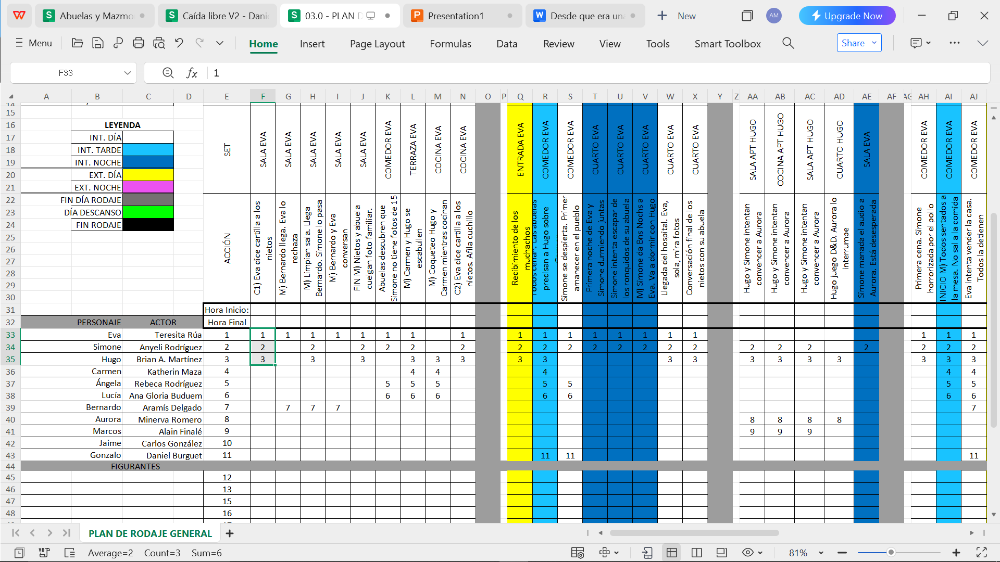 Abuelas y Mazmo
Caída libre V2 - Dani
03.0 - PLAN D
Presentation1
Desde que era una
New
AM
Upgrade Now
Menu
Home
Insert
Page Layout
Formulas
Data
Review
View
Tools
Smart Toolbox
Share
F33
fx
1
A B C D E F G H I J K L M N O P Q R S T U V W X Y Z AA AB AC AD AE AF AG AH AI AJ
15
16 LEYENDA
17 INT. DÍA
18 INT. TARDE
19 INT. NOCHE
20 EXT. DÍA
21 EXT. NOCHE
22 FIN DÍA RODAJE
23 DÍA DESCANSO
24 FIN RODAJE
25
26
27
28
29
30
SET
SALA EVA
SALA EVA
SALA EVA
SALA EVA
SALA EVA
COMEDOR EVA
TERRAZA EVA
COCINA EVA
COCINA EVA
ENTRADA EVA
COMEDOR EVA
COMEDOR EVA
CUARTO EVA
CUARTO EVA
CUARTO EVA
CUARTO EVA
CUARTO EVA
SALA APT HUGO
COCINA APT HUGO
SALA APT HUGO
CUARTO HUGO
SALA EVA
COMEDOR EVA
COMEDOR EVA
COMEDOR EVA
ACCIÓN
C1) Eva dice cartilla a los
nietos
M) Bernardo llega. Eva lo
rechaza
M) Limpian sala. Llega
Bernardo. Simone lo pasa
M) Bernardo y Eva
conversan
FIN M) Nietos y abuela
cuelgan foto familiar.
Abuelas descubren que
Simone no tiene fotos de 15
M) Carmen y Hugo se
escabullen
M) Coqueteo Hugo y
Carmen mientras cocinan
C2) Eva dice cartilla a los
nietos. Afila cuchillo
Recibimiento de los
muchachos
Todos cenan. Las abuelas
precisan a Hugo sobre
Simone se despierta. Primer
amanecer en el pueblo
Primera noche de Eva y
Simone durmiendo juntas
Simone intenta escapar de
los ronquidos de su abuela
M) Simone da Bns Nochs a
Eva. Va a dormir con Hugo
Llegada del hospital. Eva,
sola, mira fotos
Conversación final de los
nietos con su abuela
Hugo y Simone intentan
convencer a Aurora
Hugo y Simone intentan
convencer a Aurora
Hugo y Simone intentan
convencer a Aurora
Hugo juego D&D. Aurora lo
interrumpe
Simone manada el audio a
Aurora. Está desesperada
Primera cena. Simone
horrorizada por el pollo
INICIO M) Todos sentados a
la mesa. No sal a la comida
Eva intenta vender la casa.
Todos la detienen
31 Hora Inicio:
32 PERSONAJE ACTOR Hora Final
33 Eva Teresita Rúa 1 1 1 1 1 1 1 1 1 1 1 1 1 1 1 1 1 1 1 1
34 Simone Anyeli Rodríguez 2 2 2 2 2 2 2 2 2 2 2 2 2 2 2 2 2 2 2 2 2 2
35 Hugo Brian A. Martínez 3 3 3 3 3 3 3 3 3 3 3 3 3 3 3 3 3 3
36 Carmen Katherin Maza 4 4 4 4 4 4
37 Ángela Rebeca Rodríguez 5 5 5 5 5 5 5 5
38 Lucía Ana Gloria Buduem 6 6 6 6 6 6 6 6
39 Bernardo Aramís Delgado 7 7 7 7 7
40 Aurora Minerva Romero 8 8 8 8 8
41 Marcos Alain Finalé 9 9 9 9
42 Jaime Carlos González 10
43 Gonzalo Daniel Burguet 11 11 11 11
44 FIGURANTES
45 12
46 13
47 15
48 16
PLAN DE RODAJE GENERAL
Average=2 Count=3 Sum=6
81%